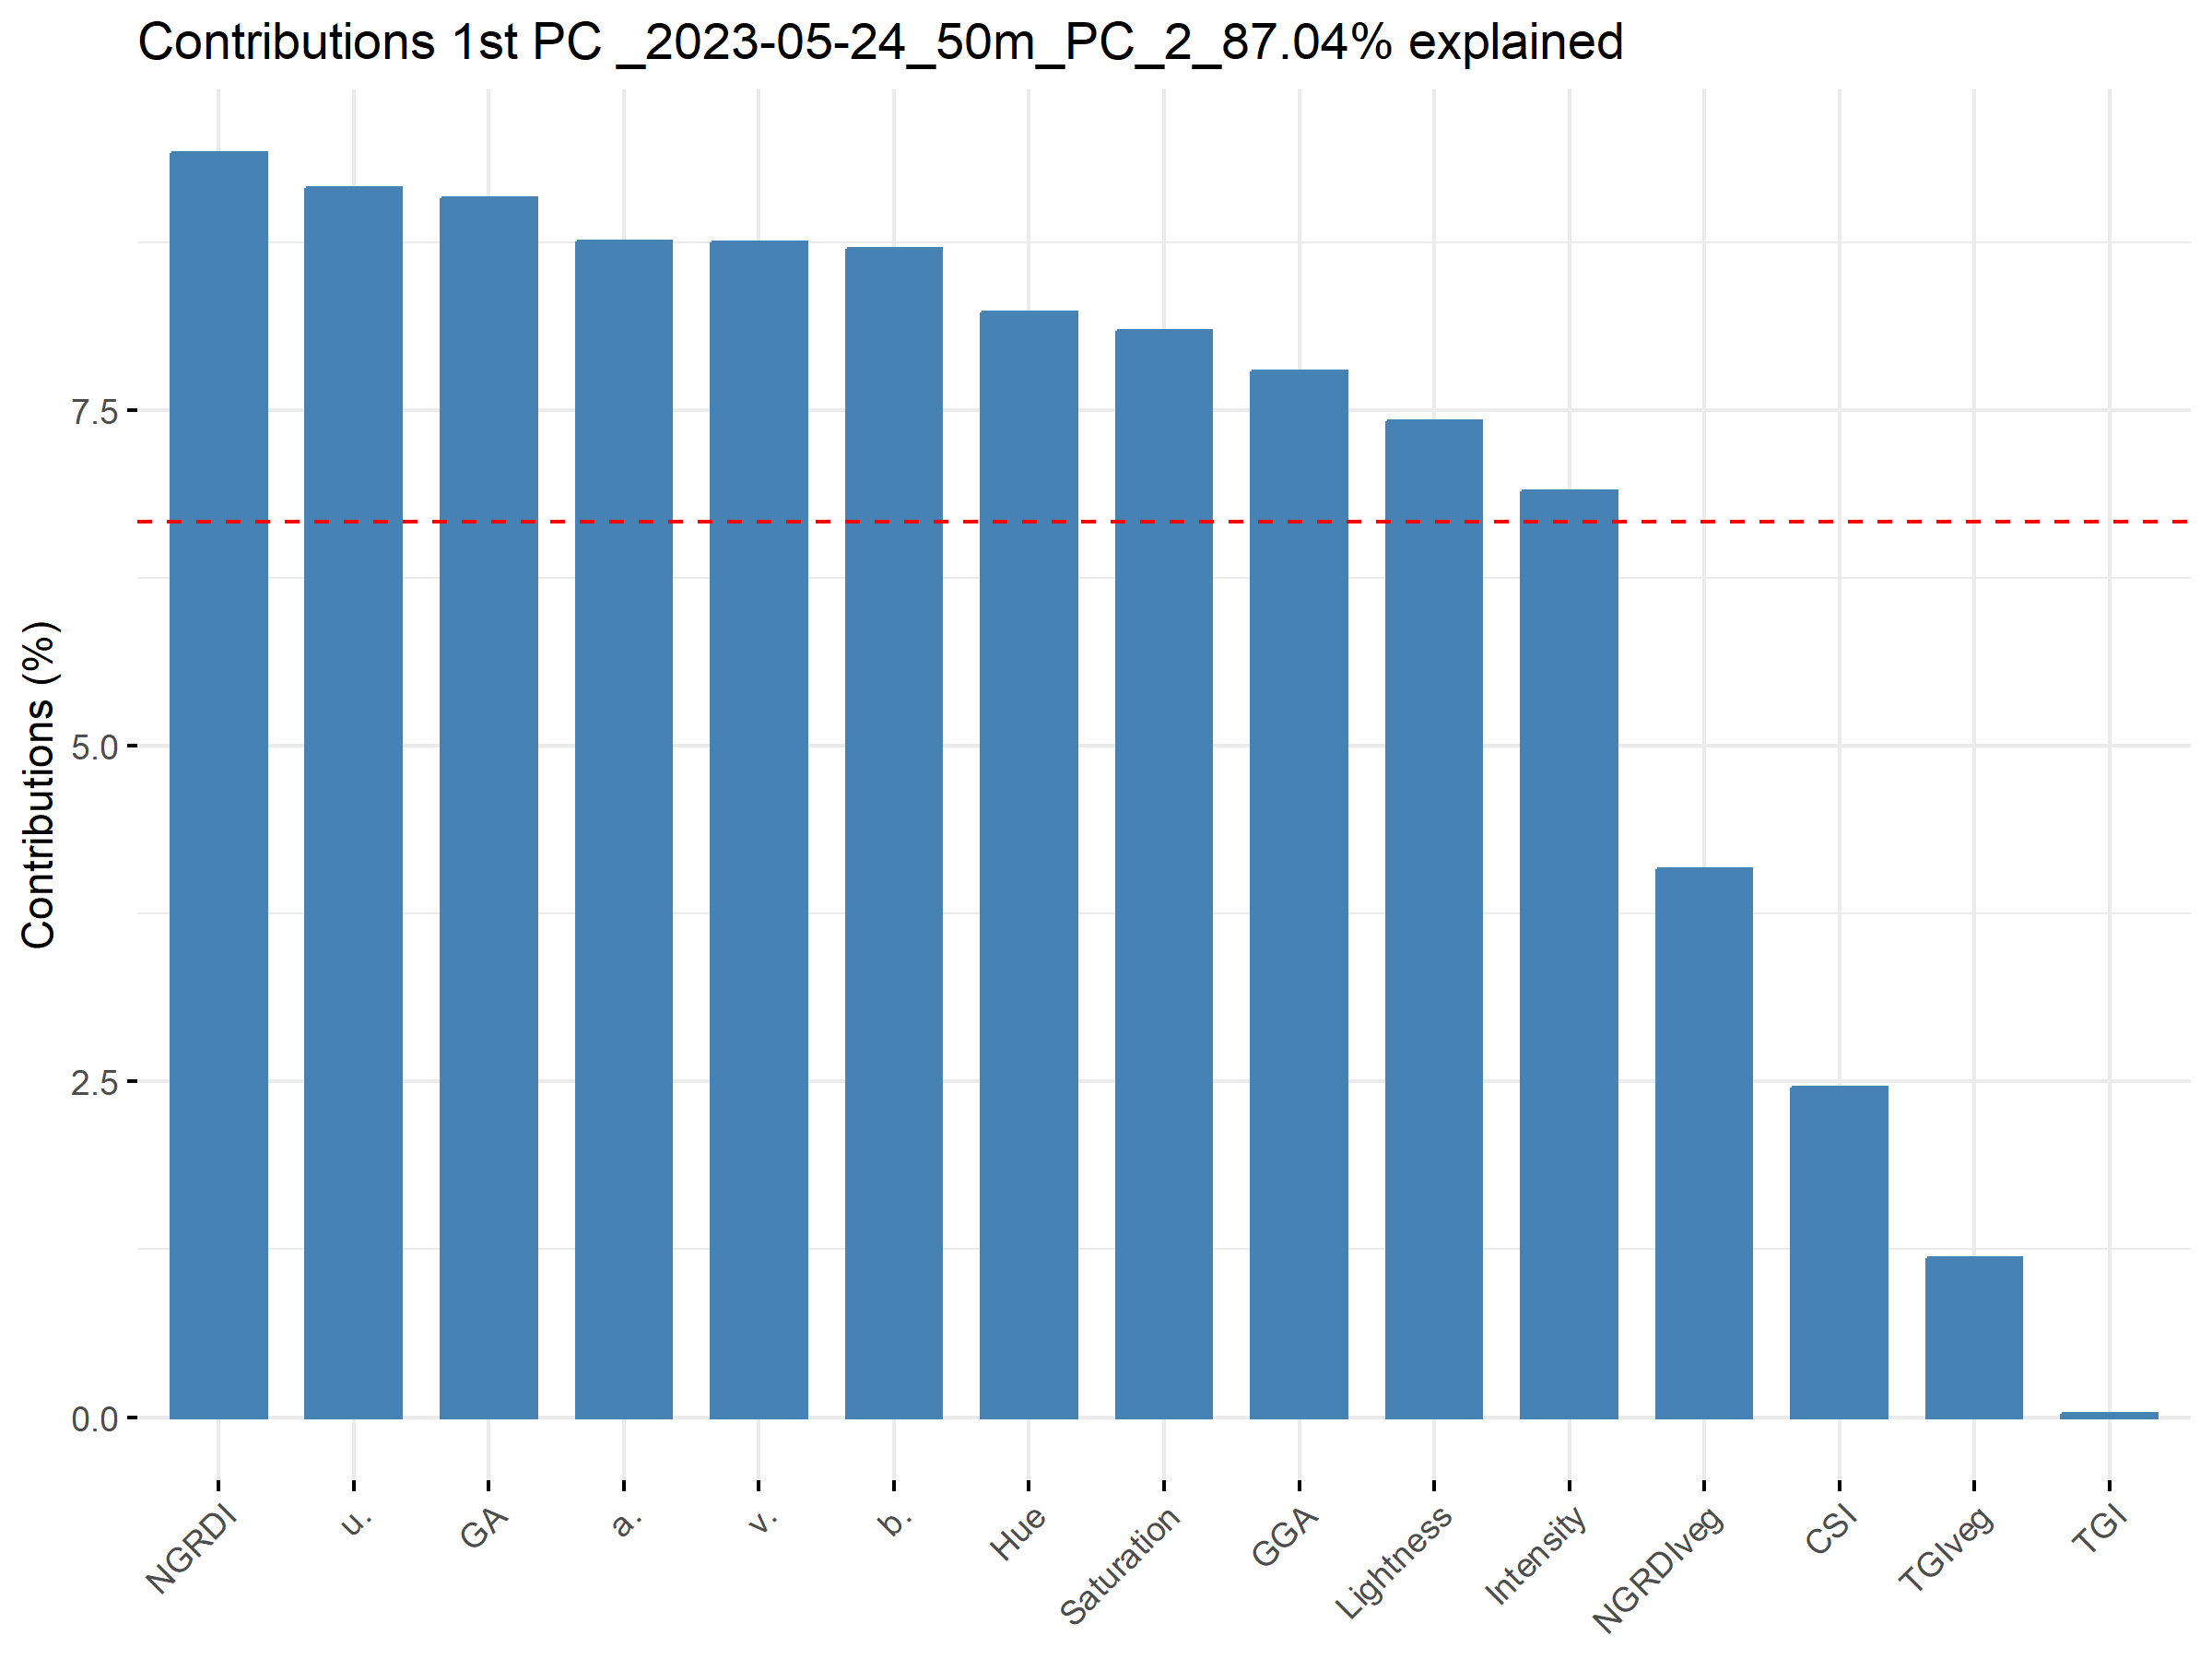 Contributions 1st PC _2023-05-24_50m_PC_2_87.04% explained
Contributions (%)
7.5
5.0
2.5
0.0
NGRDI
u.
GA
a.
v.
b.
Hue
Saturation
GGA
Lightness
Intensity
NGRDIveg
CSI
TGIveg
TGI